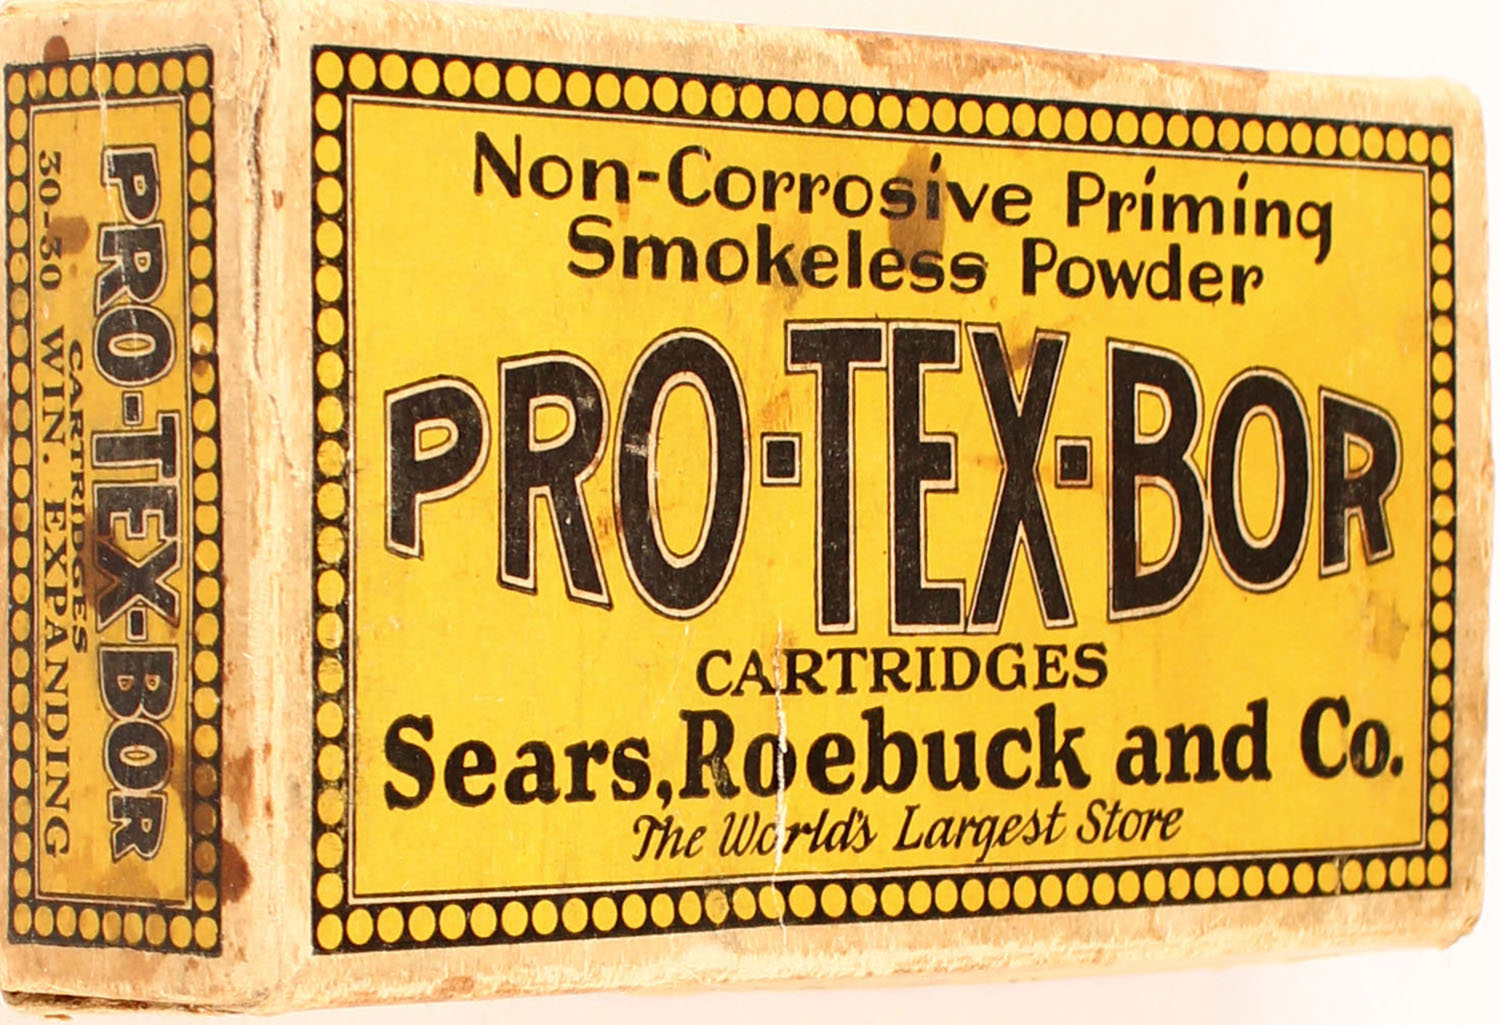 Non-Corrosive Priming
Smokeless Powder
PRO-TEX-BOR
CARTRIDGES
Sears, Roebuck and Co.
The World's Largest Store
PRO-TEX-BOR
CARTRIDGES
30-30 WIN. EXPANDING